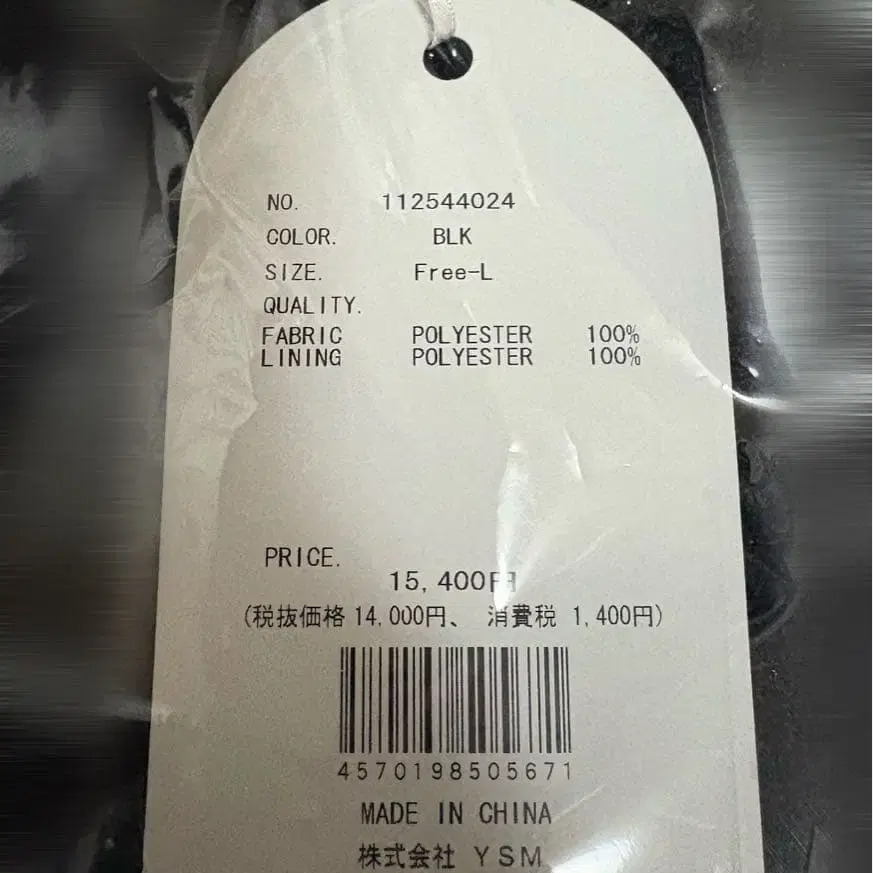 NO. 112544024
COLOR. BLK
SIZE. Free-L
QUALITY.
FABRIC POLYESTER 100%
LINING POLYESTER 100%
PRICE.
15,400円
(税抜価格 14,000円、 消費税 1,400円)
4570198505671
MADE IN CHINA
株式会社 YSM